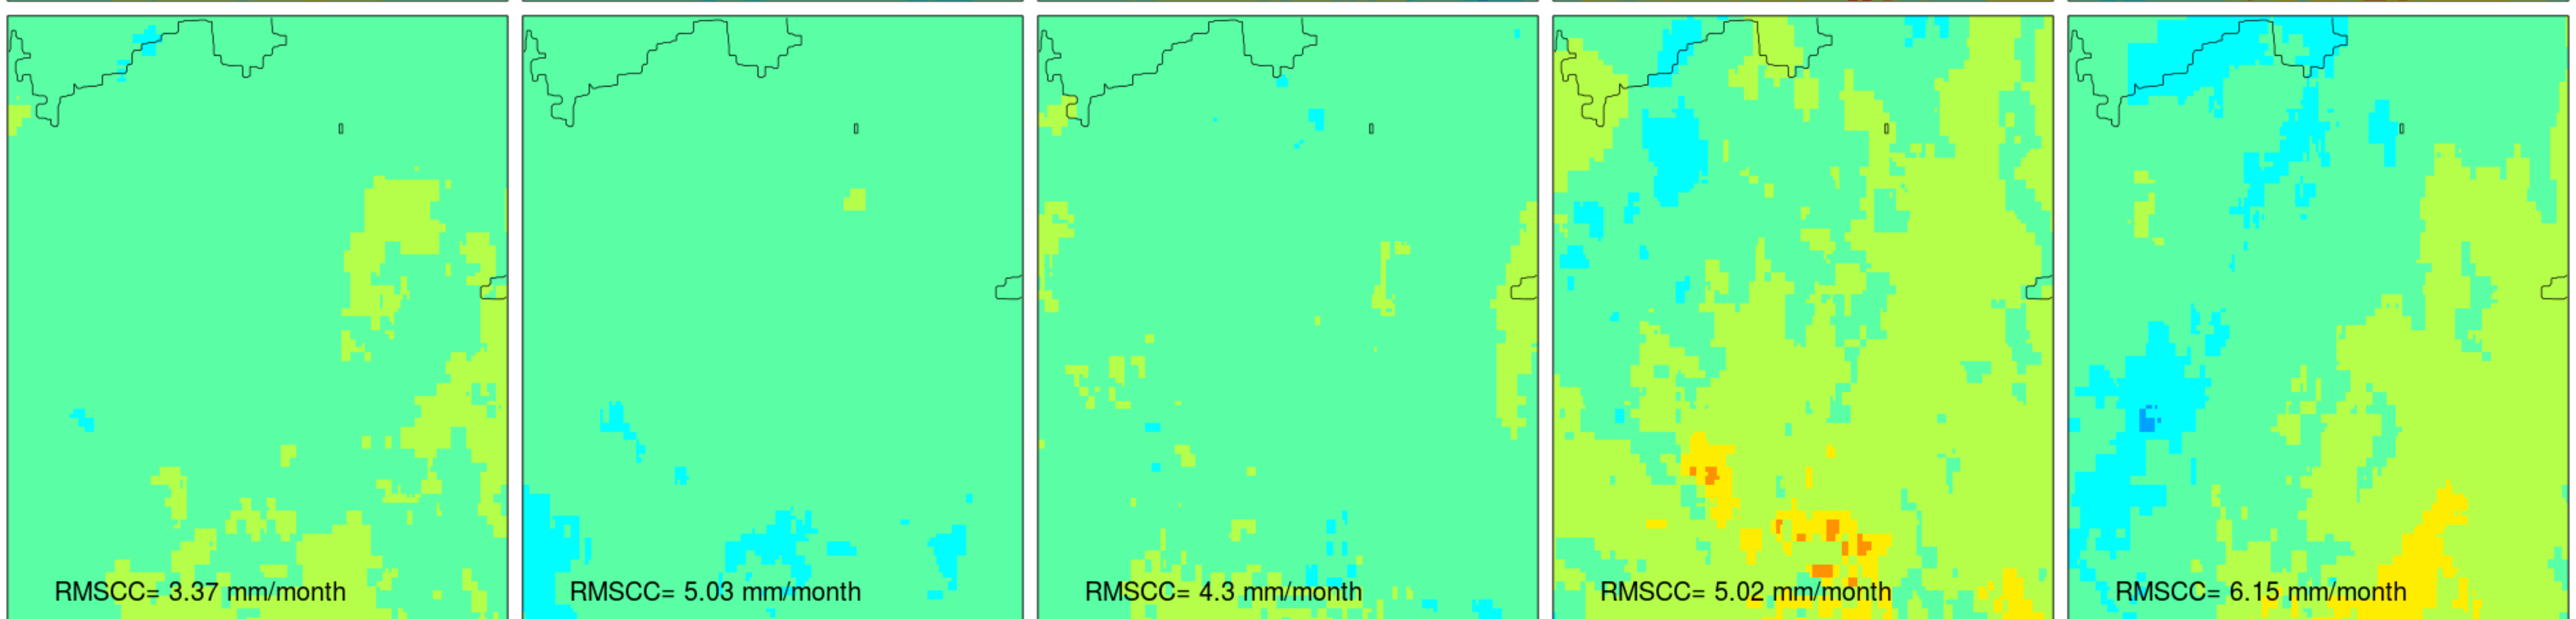 RMSCC= 3.37 mm/month
RMSCC= 5.03 mm/month
RMSCC= 4.3 mm/month
RMSCC= 5.02 mm/month
RMSCC= 6.15 mm/month